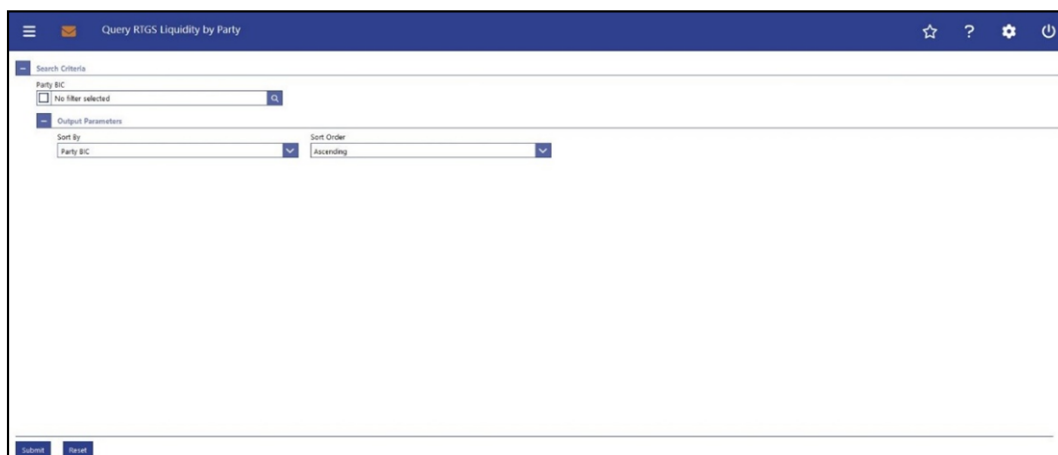 Query RTGS Liquidity by Party
?
Search Criteria
Party BIC
No filter selected
Output Parameters
Sort By Sort Order
Party BIC Ascending
Submit Reset